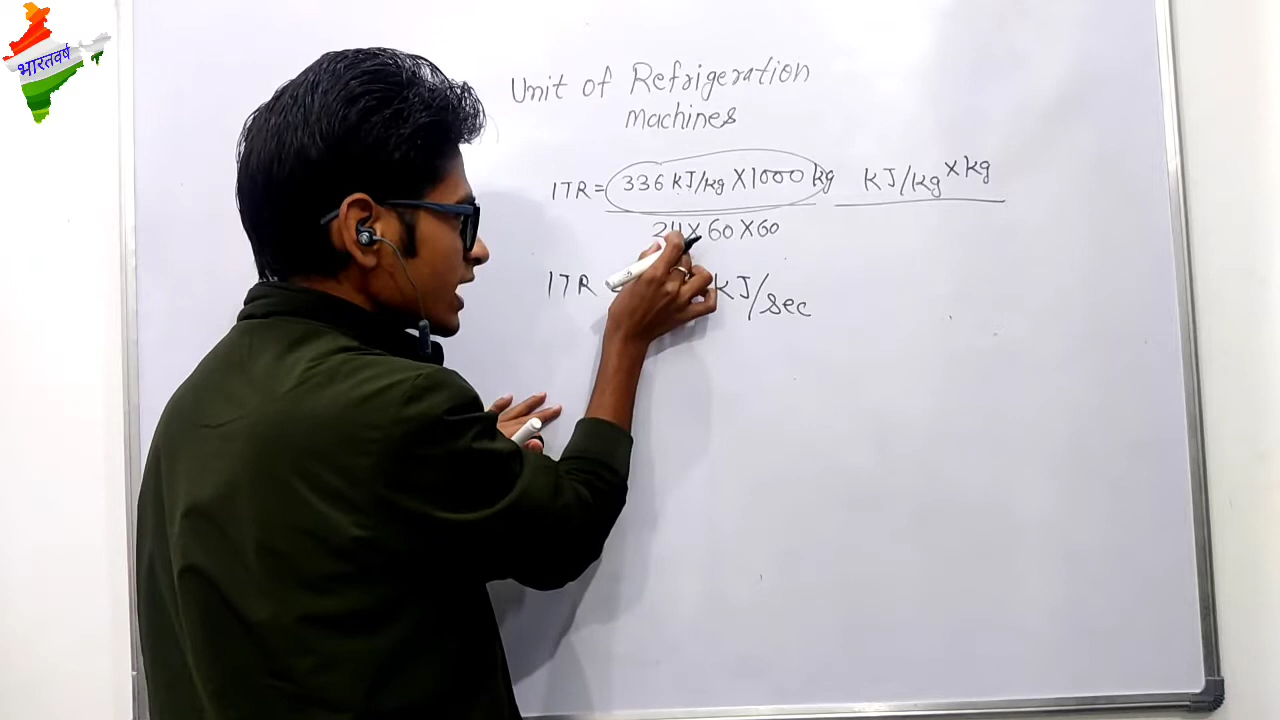 भारतवर्ष
Unit of Refrigeration
machines
1TR = 336 KJ/kg X 1000 kg KJ/kg x kg
24 X 60 X 60
1TR KJ/sec